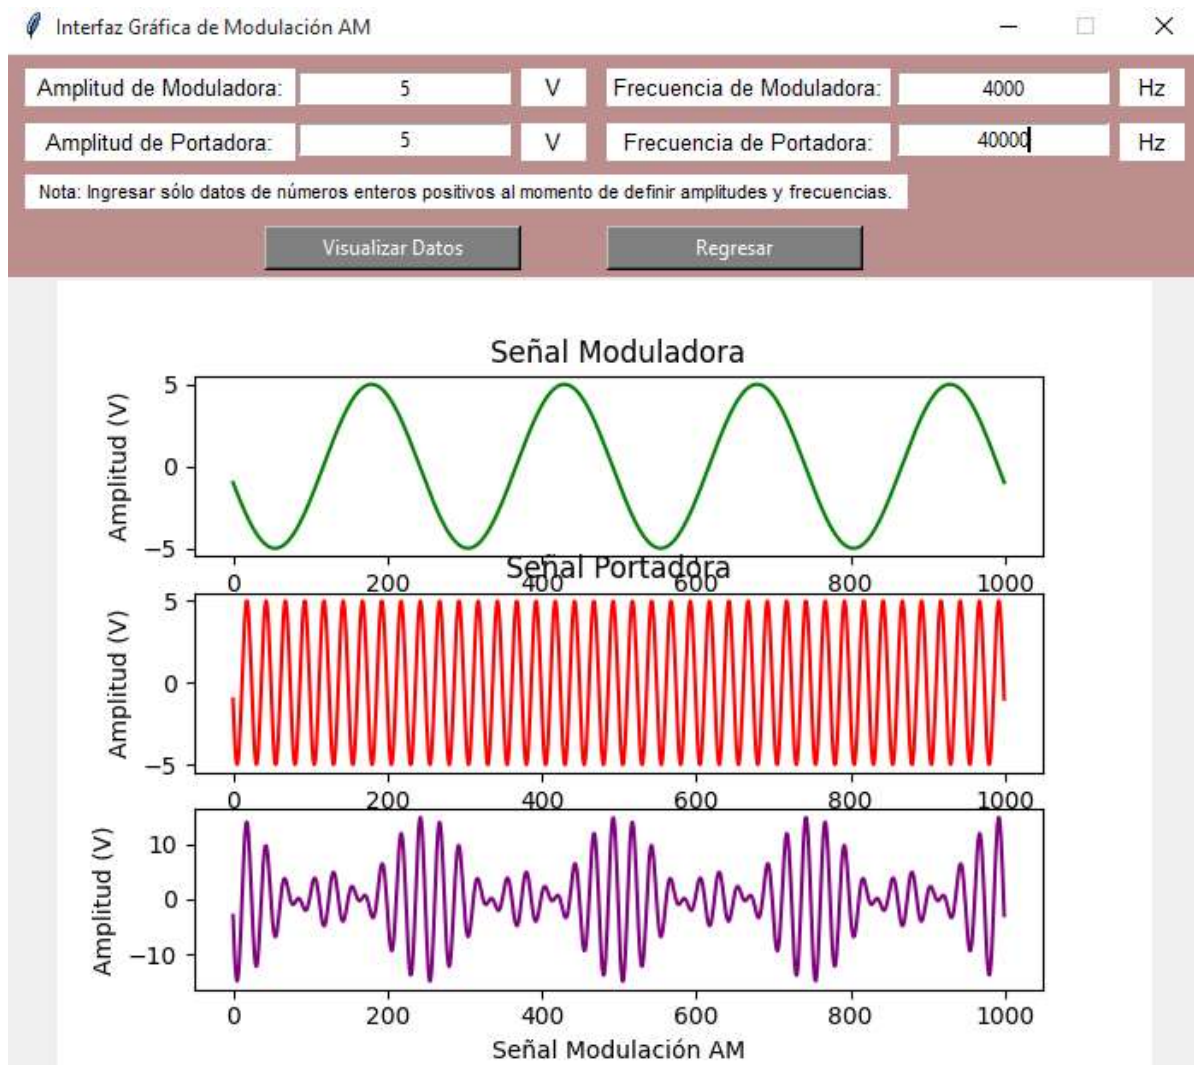 Interfaz Gráfica de Modulación AM
Amplitud de Moduladora: 5 V Frecuencia de Moduladora: 4000 Hz
Amplitud de Portadora: 5 V Frecuencia de Portadora: 40000 Hz
Nota: Ingresar sólo datos de números enteros positivos al momento de definir amplitudes y frecuencias.
Visualizar Datos Regresar
Señal Moduladora
Amplitud (V)
5
0
−5
0 200 400 600 800 1000
Señal Portadora
Amplitud (V)
5
0
−5
0 200 400 600 800 1000
Amplitud (V)
10
0
−10
0 200 400 600 800 1000
Señal Modulación AM